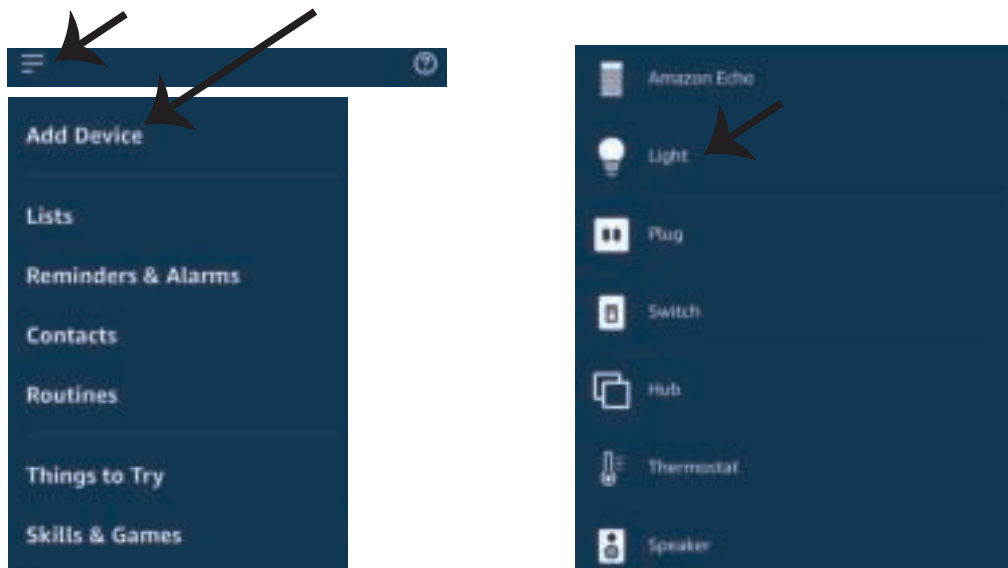 Add Device
Lists
Reminders & Alarms
Contacts
Routines
Things to Try
Skills & Games
Amazon Echo
Light
Plug
Switch
Hub
Thermostat
Speaker